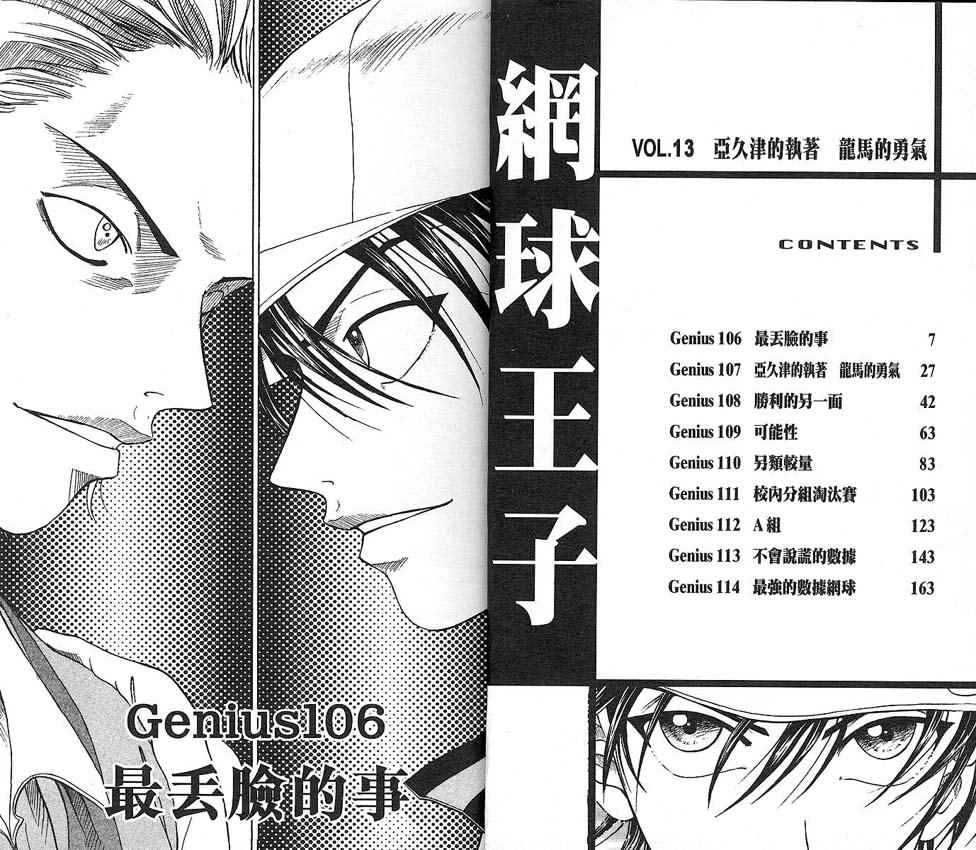 網球王子
VOL.13 亞久津的執著 龍馬的勇氣
CONTENTS
Genius 106 最丟臉的事 7
Genius 107 亞久津的執著 龍馬的勇氣 27
Genius 108 勝利的另一面 42
Genius 109 可能性 63
Genius 110 另類較量 83
Genius 111 校內分組淘汰賽 103
Genius 112 A組 123
Genius 113 不會說謊的數據 143
Genius 114 最強的數據網球 163
Genius106
最丟臉的事